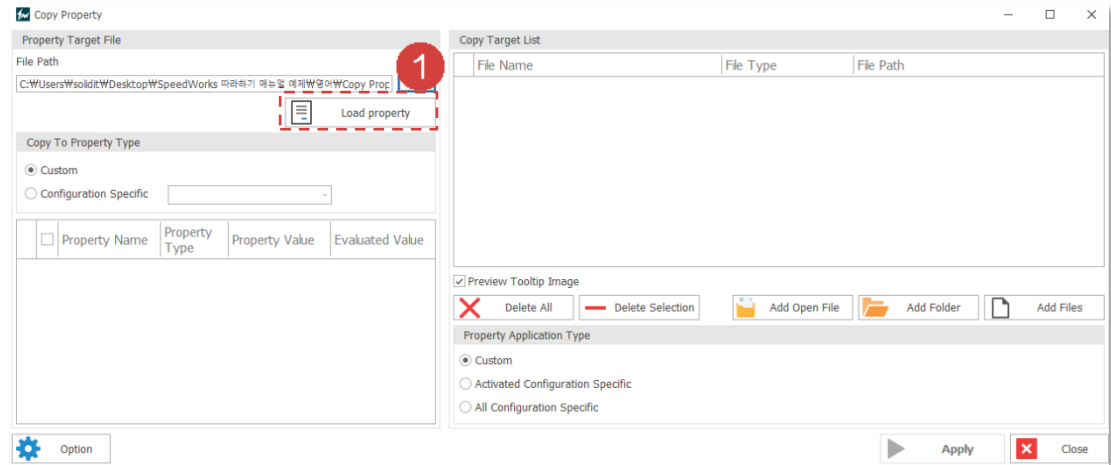 Copy Property
Property Target File
File Path
C:₩Users₩solidit₩Desktop₩SpeedWorks 따라하기 매뉴얼 예제₩영어₩Copy Prop
1
Load property
Copy To Property Type
Custom
Configuration Specific
Property Name
Property
Type
Property Value
Evaluated Value
Option
Copy Target List
File Name
File Type
File Path
Preview Tooltip Image
Delete All
Delete Selection
Add Open File
Add Folder
Add Files
Property Application Type
Custom
Activated Configuration Specific
All Configuration Specific
Apply
Close